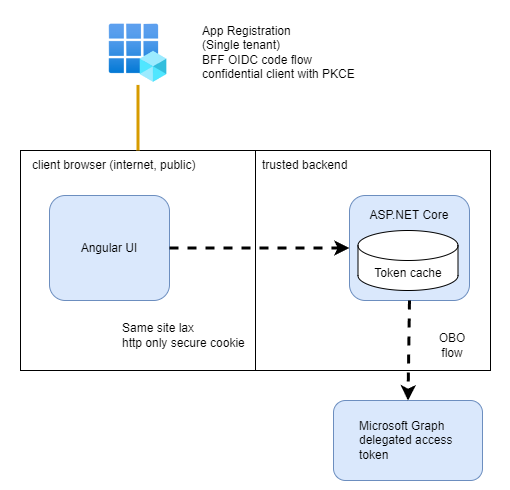 App Registration
(Single tenant)
BFF OIDC code flow
confidential client with PKCE
client browser (internet, public)
trusted backend
Angular UI
ASP.NET Core
Token cache
Same site lax
http only secure cookie
OBO
flow
Microsoft Graph
delegated access
token